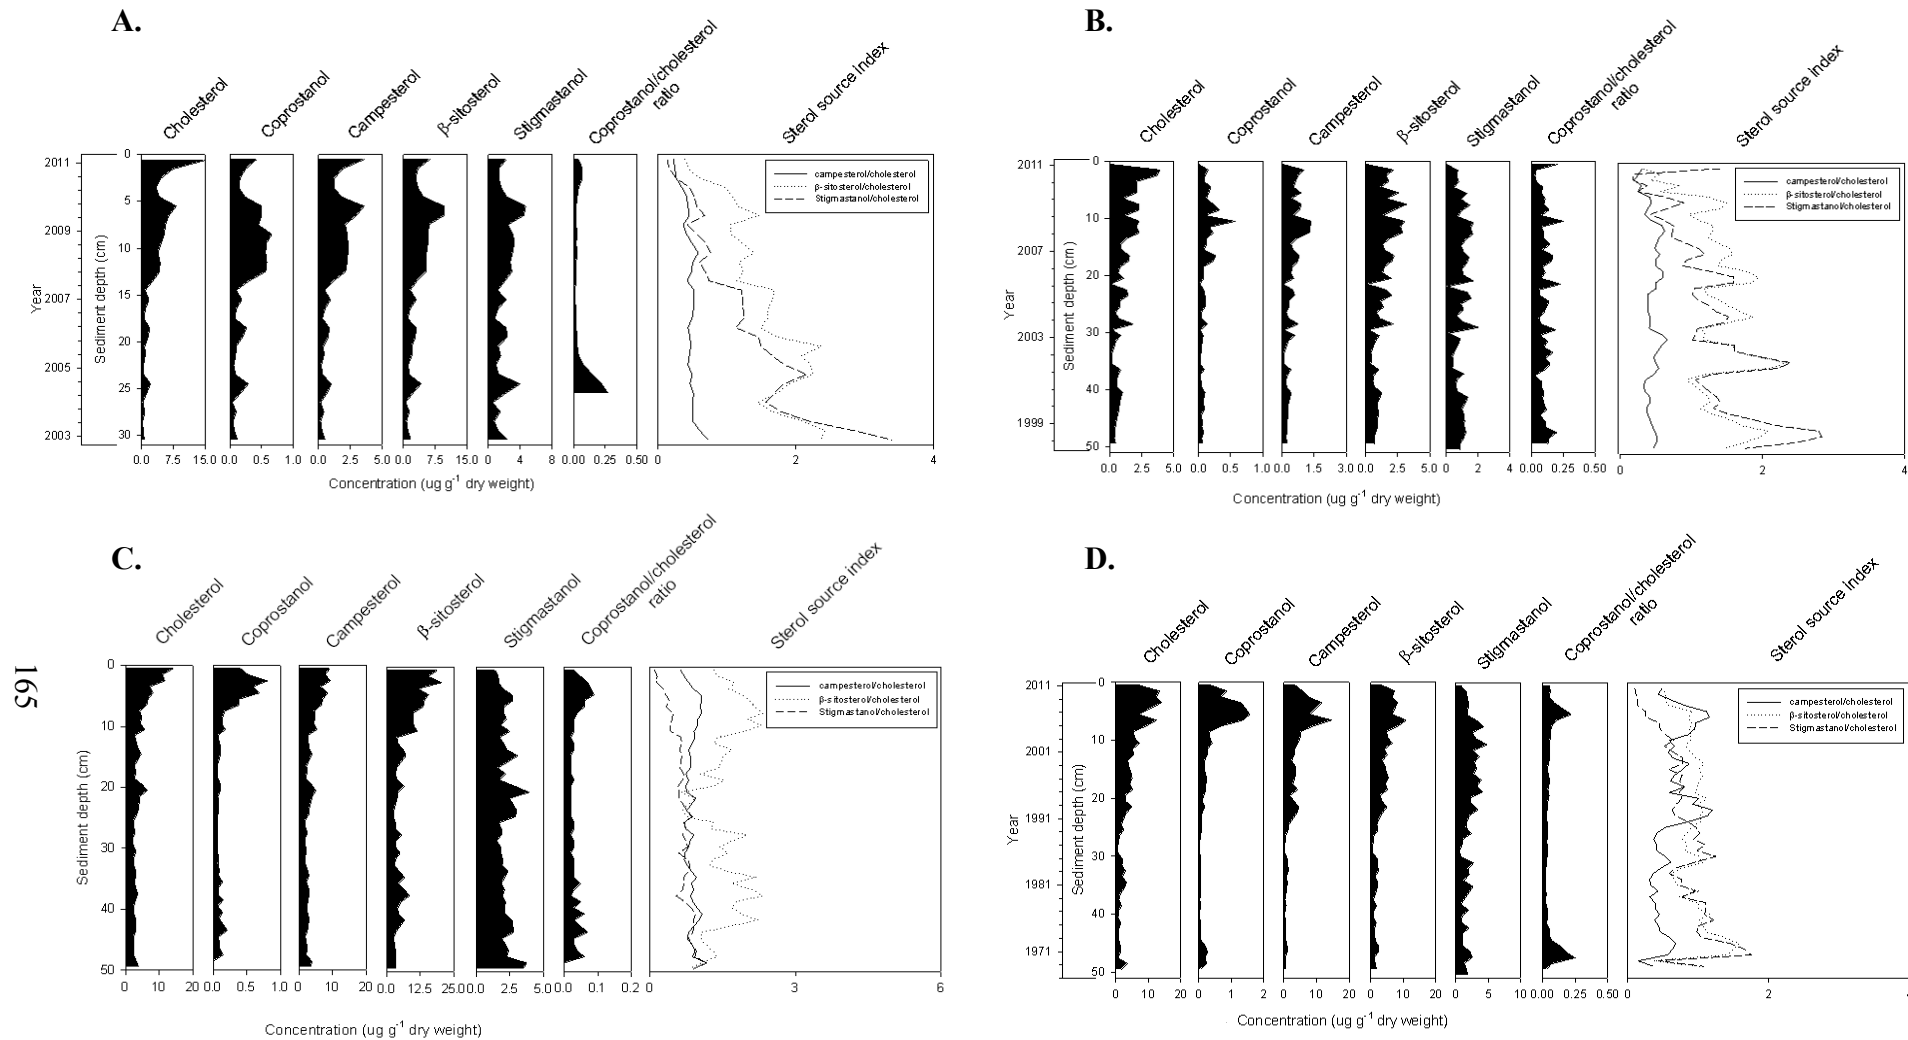 A.
Cholesterol
Coprostanol
Campesterol
β-sitosterol
Stigmastanol
Coprostanol/cholesterol
ratio
Sterol source index
2011
2009
2007
2005
2003
Year
0
5
10
15
20
25
30
Sediment depth (cm)
campesterol/cholesterol
β-sitosterol/cholesterol
Stigmastanol/cholesterol
0.0 7.5 15.0 0.0 0.5 1.0 0.0 2.5 5.0 0.0 7.5 15.0 0 4 8 0.00 0.25 0.50 0 2 4
Concentration (ug g-1 dry weight)
B.
Cholesterol
Coprostanol
Campesterol
β-sitosterol
Stigmastanol
Coprostanol/cholesterol
ratio
Sterol source index
2011
2007
2003
1999
Year
0
10
20
30
40
50
Sediment depth (cm)
campesterol/cholesterol
β-sitosterol/cholesterol
Stigmastanol/cholesterol
0.0 2.5 5.0 0.0 0.5 1.0 0.0 1.5 3.0 0.0 2.5 5.0 0 2 4 0.00 0.25 0.50 0 2 4
Concentration (ug g-1 dry weight)
C.
Cholesterol
Coprostanol
Campesterol
β-sitosterol
Stigmastanol
Coprostanol/cholesterol
ratio
Sterol source index
0
10
20
30
40
50
Sediment depth (cm)
campesterol/cholesterol
β-sitosterol/cholesterol
Stigmastanol/cholesterol
0 10 20 0.0 0.5 1.0 0 10 20 0.0 12.5 25.0 0.0 2.5 5.0 0.0 0.1 0.2 0 3 6
Concentration (ug g-1 dry weight)
D.
Cholesterol
Coprostanol
Campesterol
β-sitosterol
Stigmastanol
Coprostanol/cholesterol
ratio
Sterol source index
2011
2001
1991
1981
1971
Year
0
10
20
30
40
50
Sediment depth (cm)
campesterol/cholesterol
β-sitosterol/cholesterol
Stigmastanol/cholesterol
0 10 20 0 1 2 0 10 20 0 10 20 0 5 10 0.00 0.25 0.50 0 2
Concentration (ug g-1 dry weight)
165